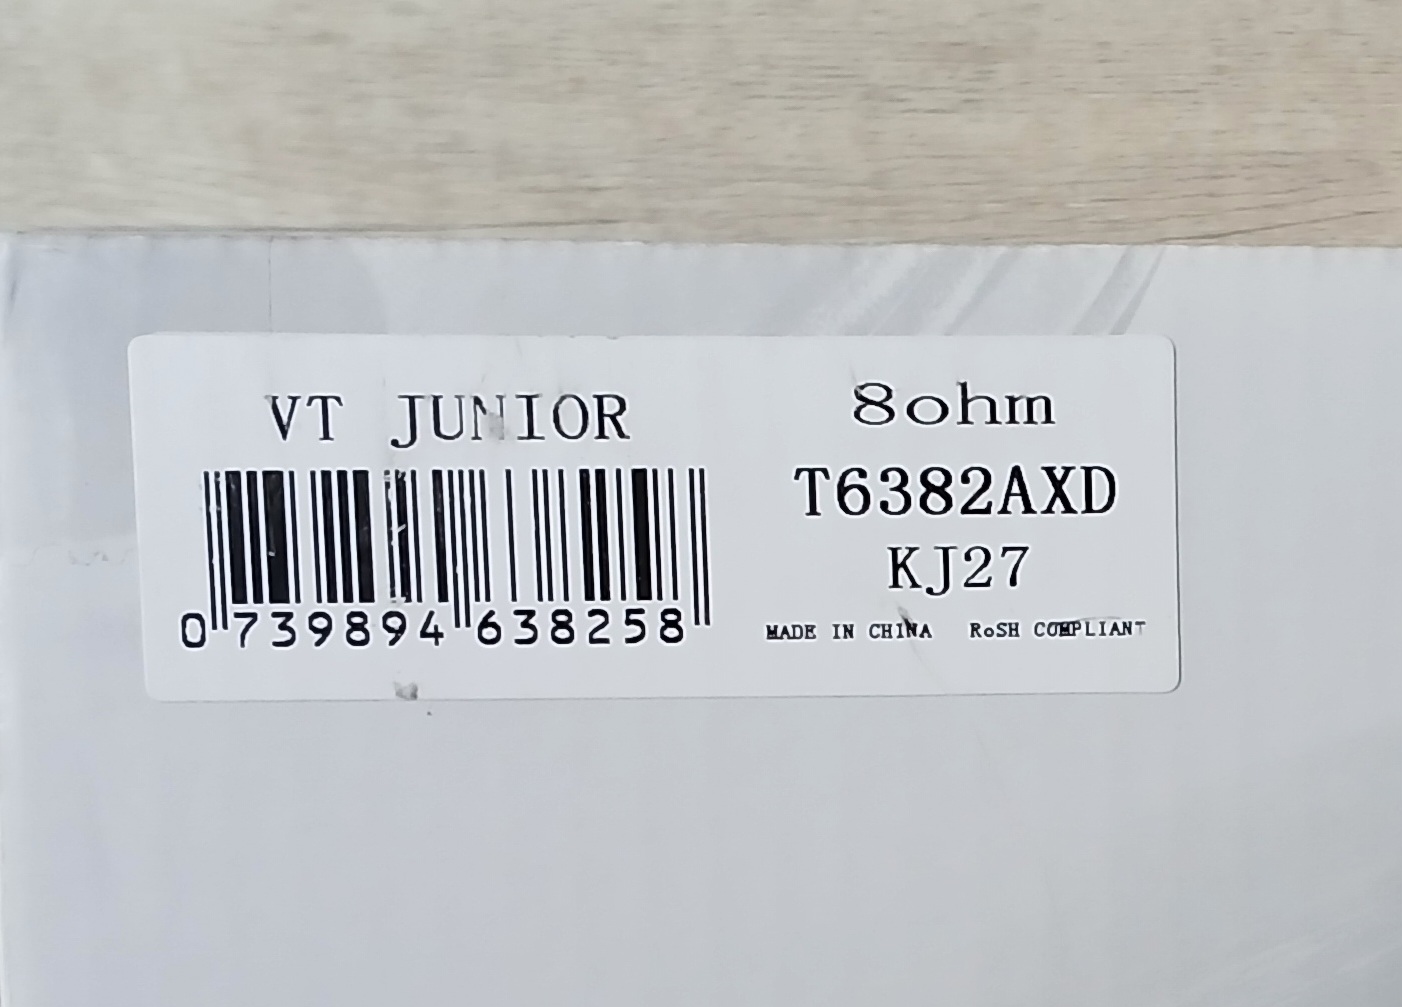 VT JUNIOR
0 739894 638258
8ohm
T6382AXD
KJ27
MADE IN CHINA RoSH COMPLIANT